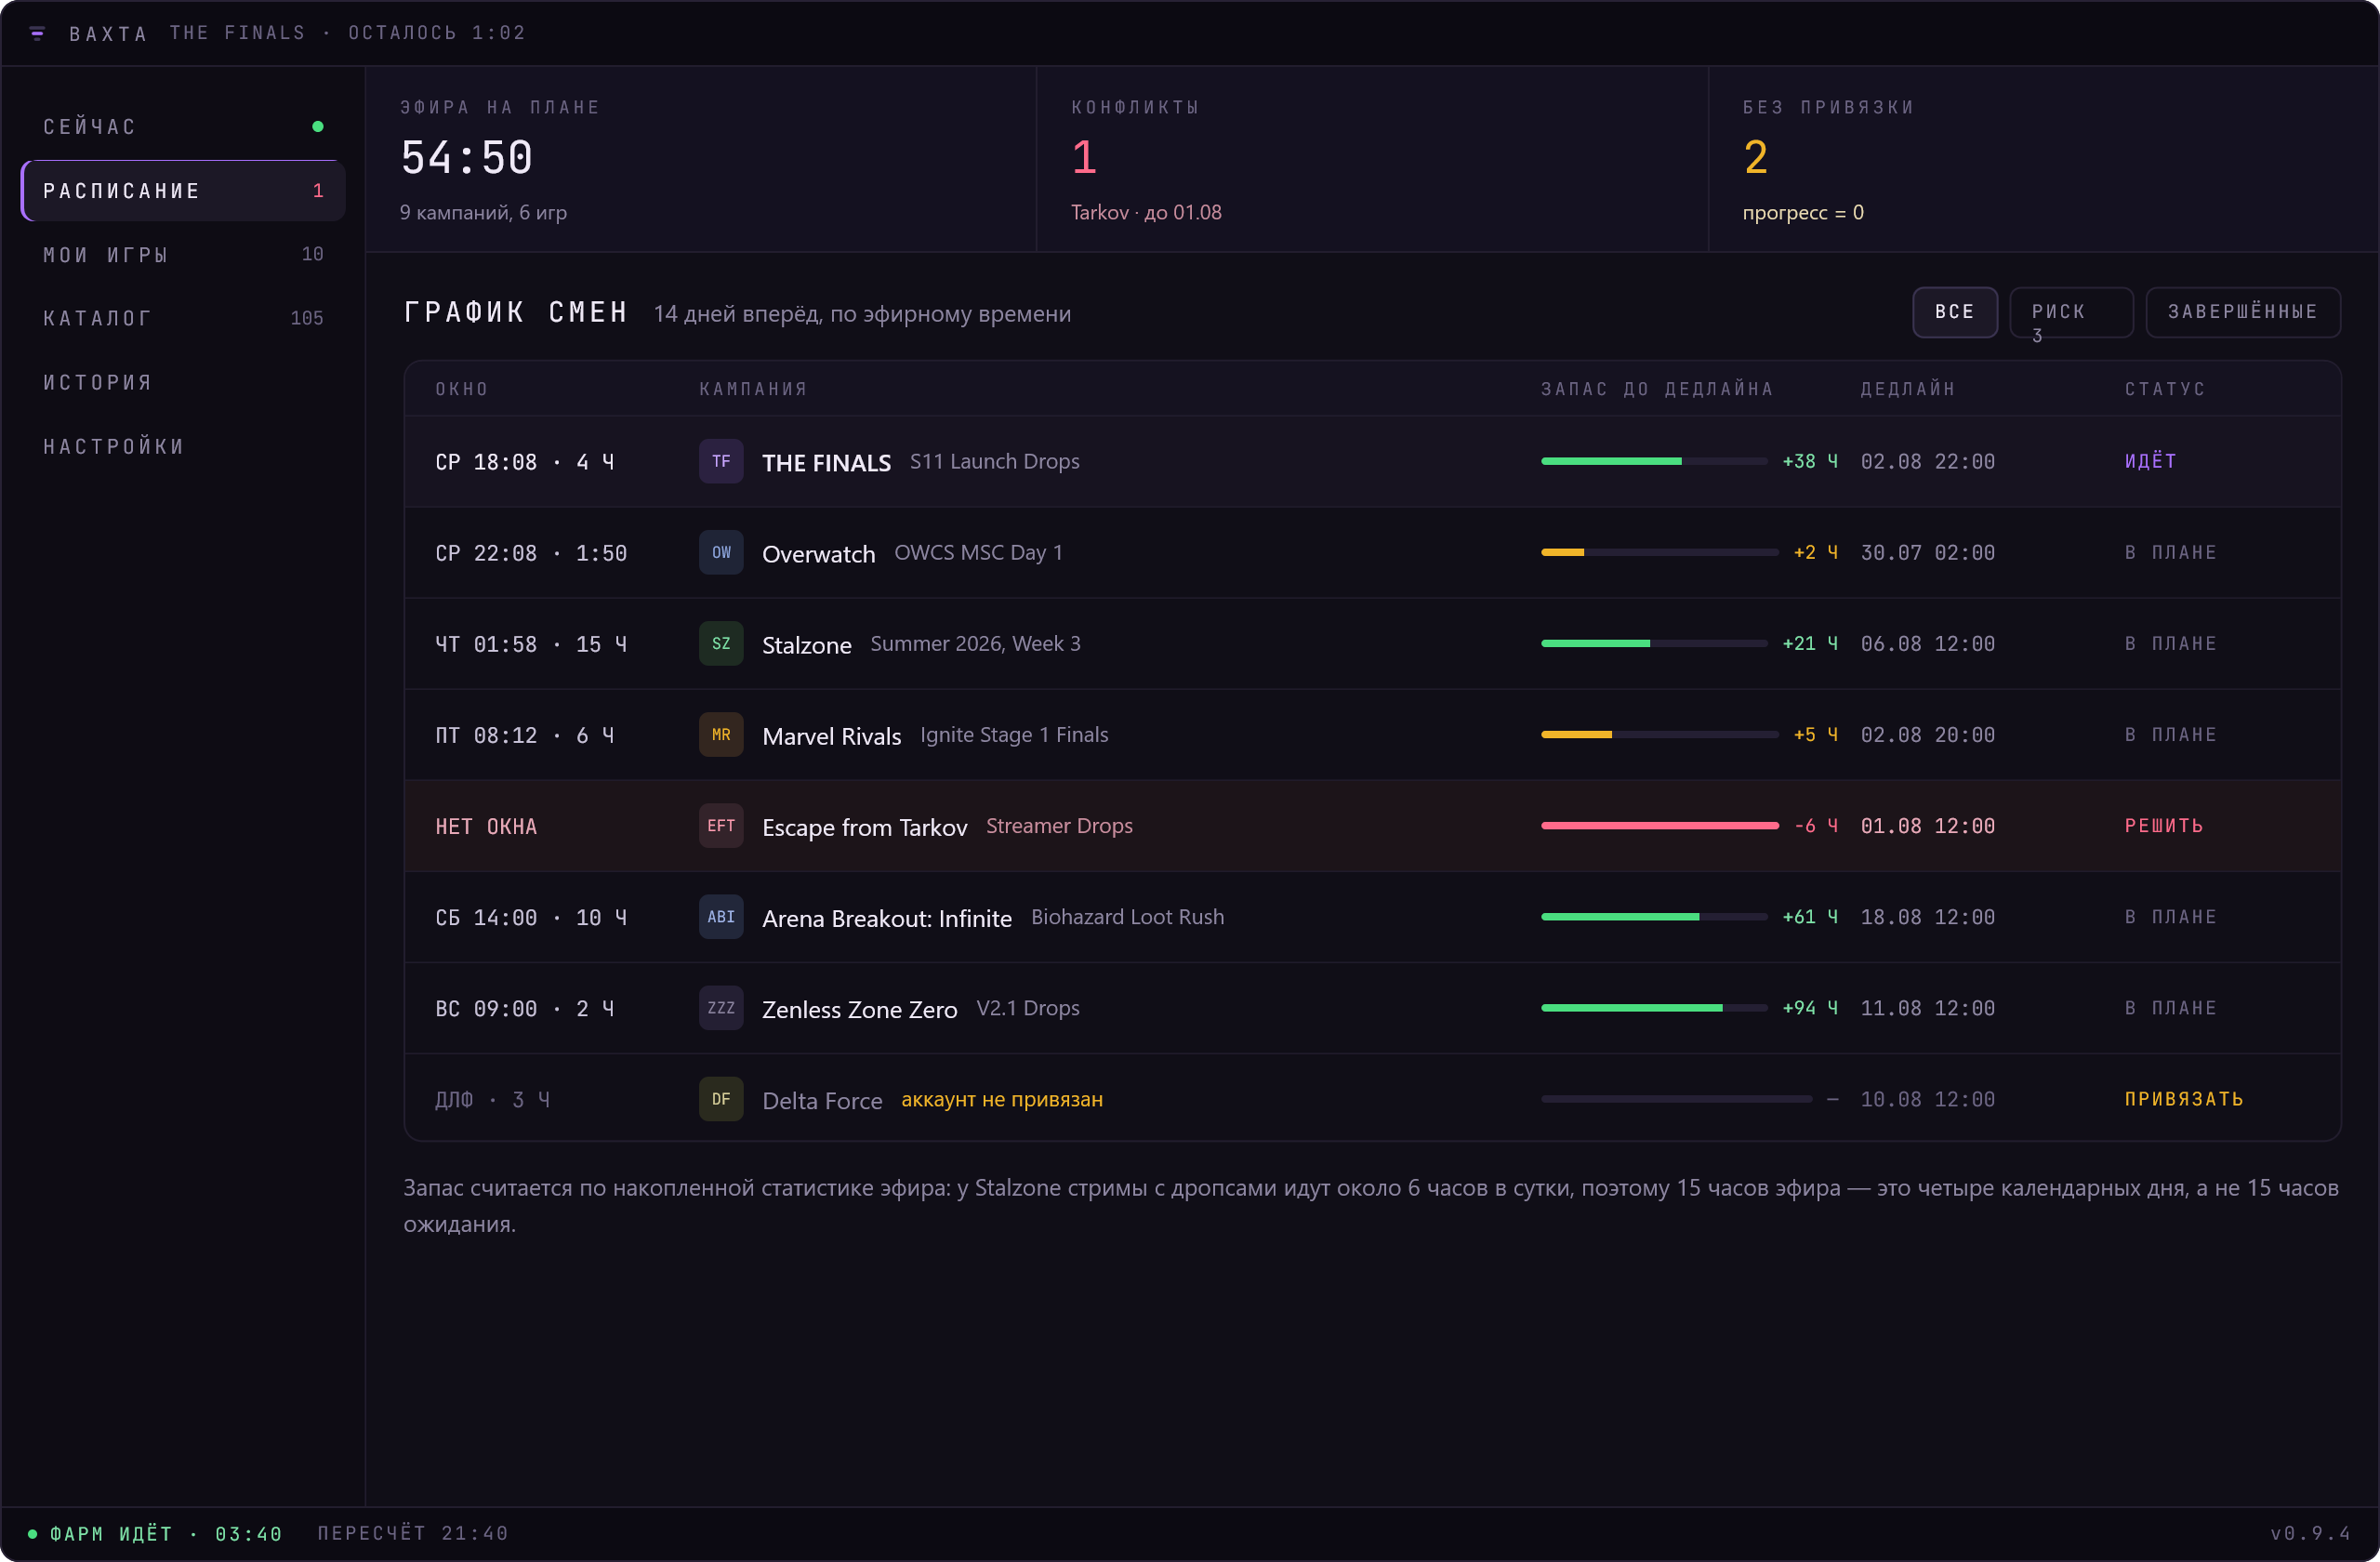 ВАХТА THE FINALS · ОСТАЛОСЬ 1:02
СЕЙЧАС
РАСПИСАНИЕ 1
МОИ ИГРЫ 10
КАТАЛОГ 105
ИСТОРИЯ
НАСТРОЙКИ
ЭФИРА НА ПЛАНЕ
54:50
9 кампаний, 6 игр
КОНФЛИКТЫ
1
Tarkov · до 01.08
БЕЗ ПРИВЯЗКИ
2
прогресс = 0
ГРАФИК СМЕН 14 дней вперёд, по эфирному времени
ВСЕ
РИСК
3
ЗАВЕРШЁННЫЕ
ОКНО КАМПАНИЯ ЗАПАС ДО ДЕДЛАЙНА ДЕДЛАЙН СТАТУС
СР 18:08 · 4 Ч TF THE FINALS S11 Launch Drops +38 Ч 02.08 22:00 ИДЁТ
СР 22:08 · 1:50 OW Overwatch OWCS MSC Day 1 +2 Ч 30.07 02:00 В ПЛАНЕ
ЧТ 01:58 · 15 Ч SZ Stalzone Summer 2026, Week 3 +21 Ч 06.08 12:00 В ПЛАНЕ
ПТ 08:12 · 6 Ч MR Marvel Rivals Ignite Stage 1 Finals +5 Ч 02.08 20:00 В ПЛАНЕ
НЕТ ОКНА EFT Escape from Tarkov Streamer Drops -6 Ч 01.08 12:00 РЕШИТЬ
СБ 14:00 · 10 Ч ABI Arena Breakout: Infinite Biohazard Loot Rush +61 Ч 18.08 12:00 В ПЛАНЕ
ВС 09:00 · 2 Ч ZZZ Zenless Zone Zero V2.1 Drops +94 Ч 11.08 12:00 В ПЛАНЕ
ДЛФ · 3 Ч DF Delta Force аккаунт не привязан — 10.08 12:00 ПРИВЯЗАТЬ
Запас считается по накопленной статистике эфира: у Stalzone стримы с дропсами идут около 6 часов в сутки, поэтому 15 часов эфира — это четыре календарных дня, а не 15 часов
ожидания.
ФАРМ ИДЁТ · 03:40 ПЕРЕСЧЁТ 21:40 v0.9.4